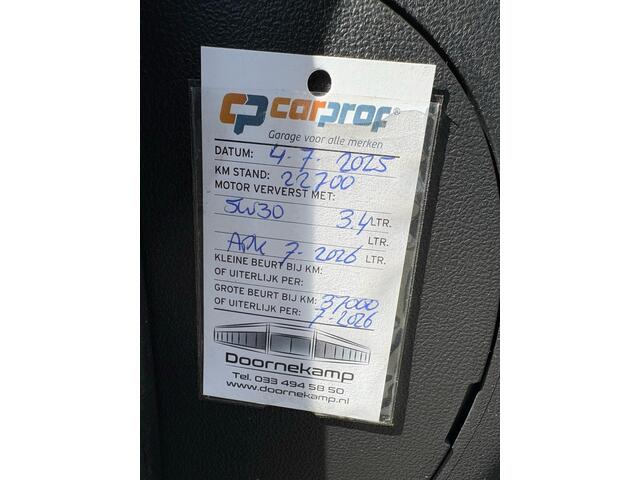 CP carprof®
Garage voor alle merken
DATUM: 4-7-2025
KM STAND: 22700
MOTOR VERVERST MET:
5W30 3.4 LTR.
LTR.
APK 7-2026 LTR.
KLEINE BEURT BIJ KM:
OF UITERLIJK PER:
GROTE BEURT BIJ KM: 37000
OF UITERLIJK PER: 7-2026
Doornekamp
Tel. 033 494 58 50
www.doornekamp.nl